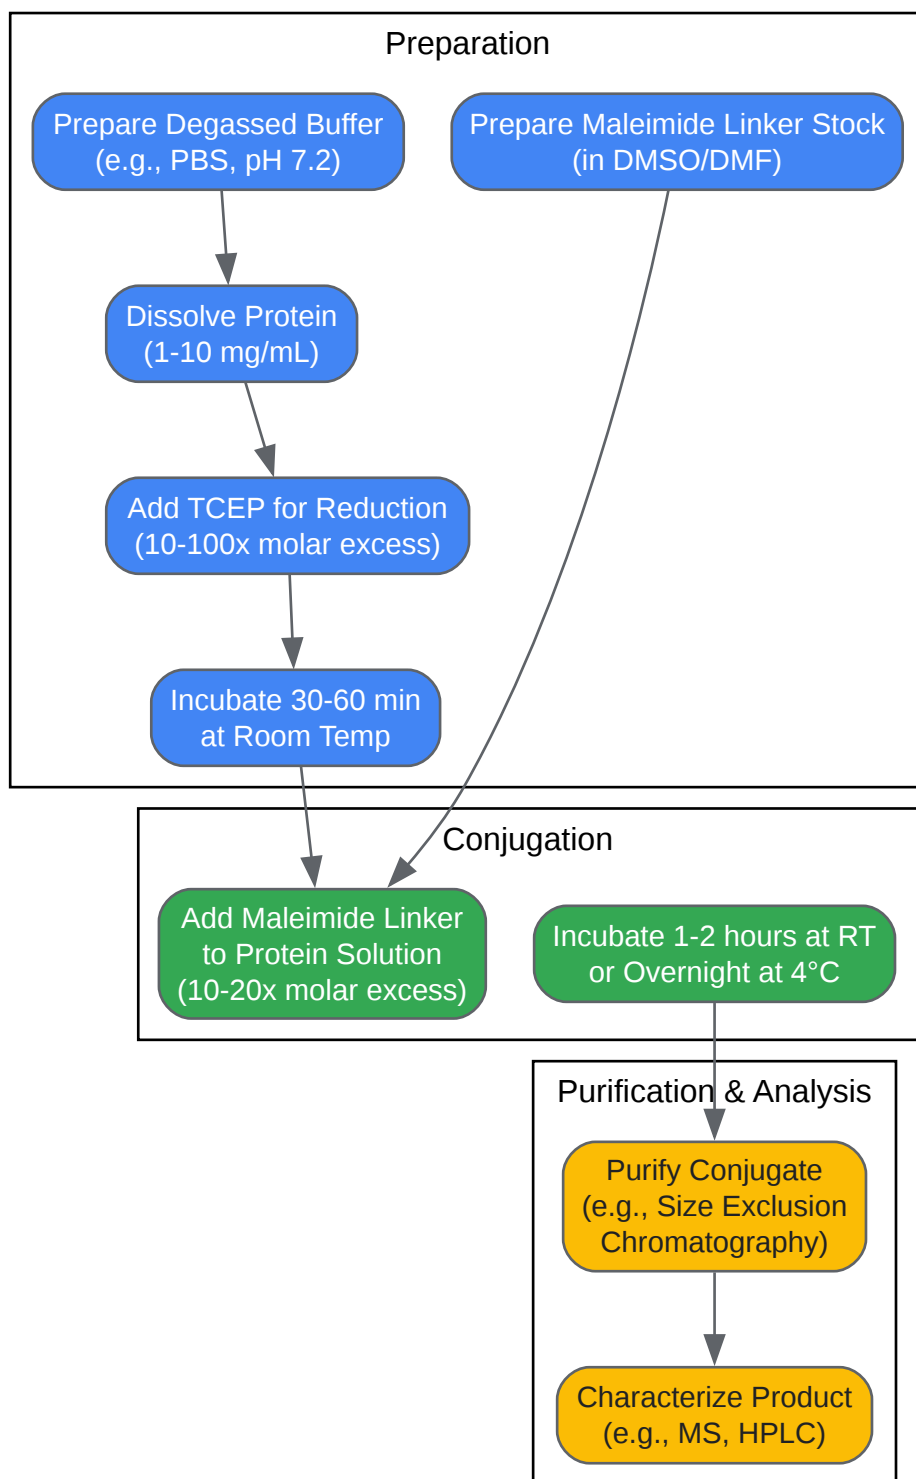 Preparation
Prepare Degassed Buffer
(e.g., PBS, pH 7.2)
Prepare Maleimide Linker Stock
(in DMSO/DMF)
Dissolve Protein
(1-10 mg/mL)
Add TCEP for Reduction
(10-100x molar excess)
Incubate 30-60 min
at Room Temp
Conjugation
Add Maleimide Linker
to Protein Solution
(10-20x molar excess)
Incubate 1-2 hours at RT
or Overnight at 4°C
Purification & Analysis
Purify Conjugate
(e.g., Size Exclusion
Chromatography)
Characterize Product
(e.g., MS, HPLC)